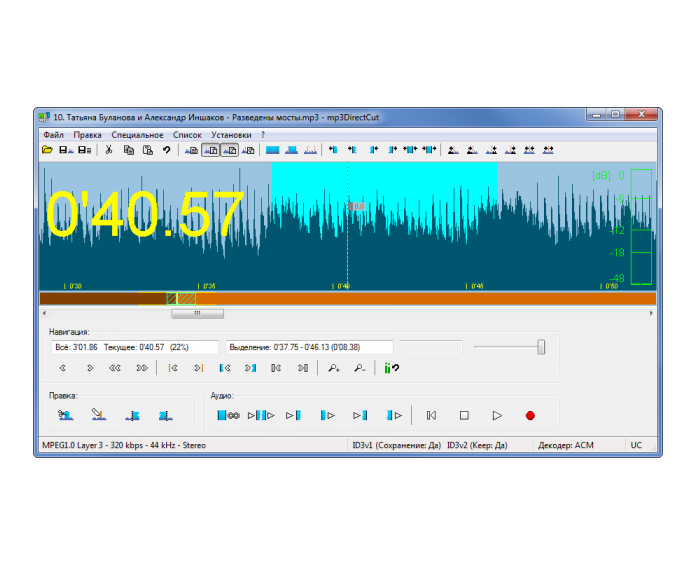 10. Татьяна Буланова и Александр Иншаков - Разведены мосты.mp3 - mp3DirectCut
Файл Правка Специальное Список Установки ?
[dB] 0
-6
0'40.57
0.0
-12
-18
-48
0'30 0'35 0'40 0'45 0'50
Навигация:
Всё: 3'01.86 Текущее: 0'40.57 (22%) Выделение: 0'37.75 - 0'46.13 (0'08.38)
Правка: Аудио:
MPEG1.0 Layer 3 - 320 kbps - 44 kHz - Stereo ID3v1 (Сохранение: Да) ID3v2 (Keep: Да) Декодер: ACM UC